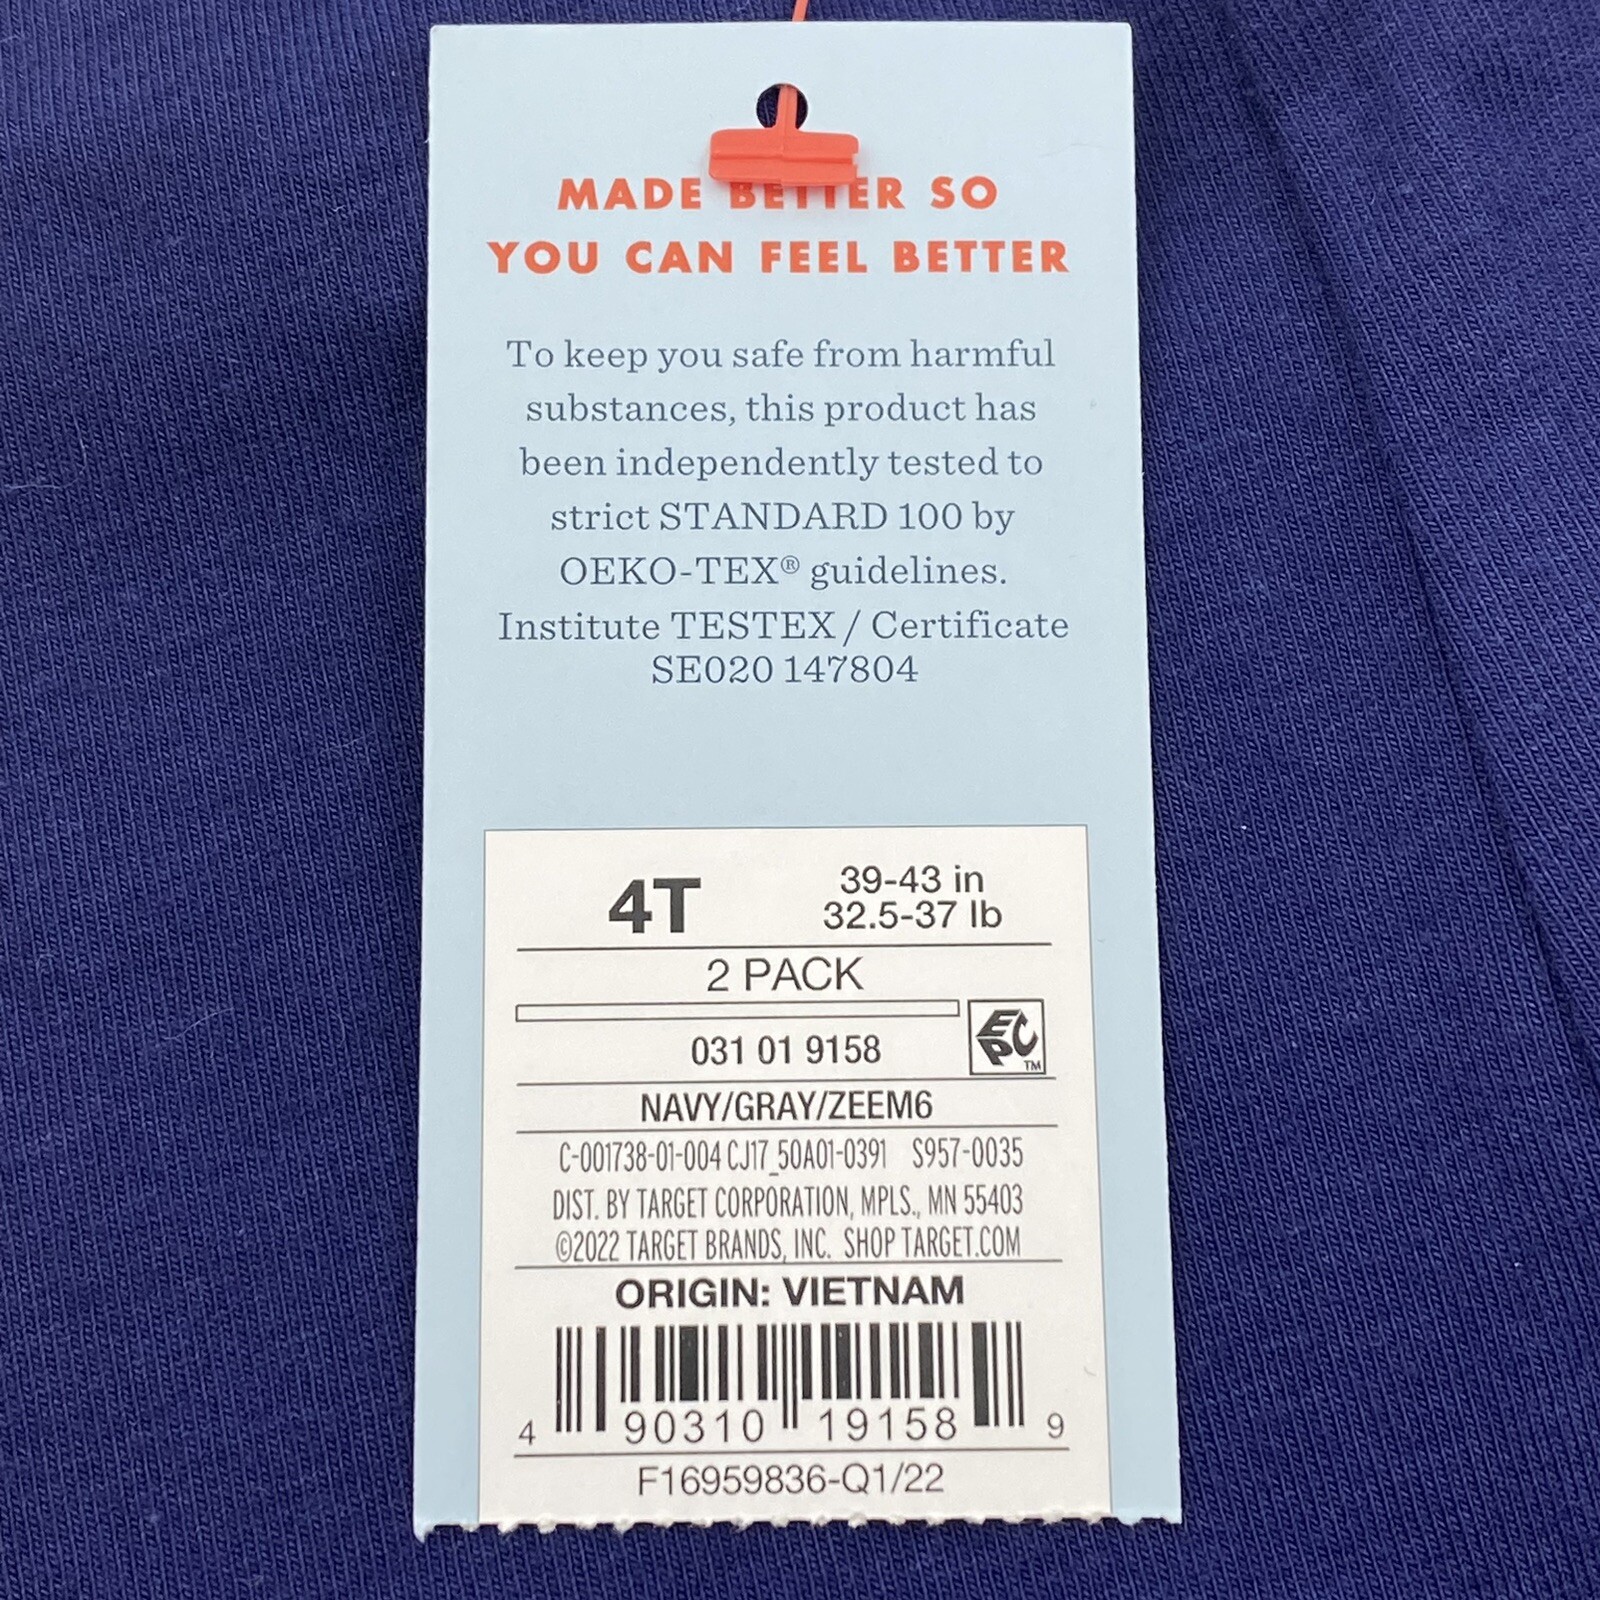 MADE BETTER SO
YOU CAN FEEL BETTER
To keep you safe from harmful
substances, this product has
been independently tested to
strict STANDARD 100 by
OEKO-TEX® guidelines.
Institute TESTEX / Certificate
SE020 147804
4T
39-43 in
32.5-37 lb
2 PACK
031 01 9158
EPC TM
NAVY/GRAY/ZEEM6
C-001738-01-004 CJ17_50A01-0391 S957-0035
DIST. BY TARGET CORPORATION, MPLS., MN 55403
©2022 TARGET BRANDS, INC. SHOP TARGET.COM
ORIGIN: VIETNAM
4 90310 19158 9
F16959836-Q1/22